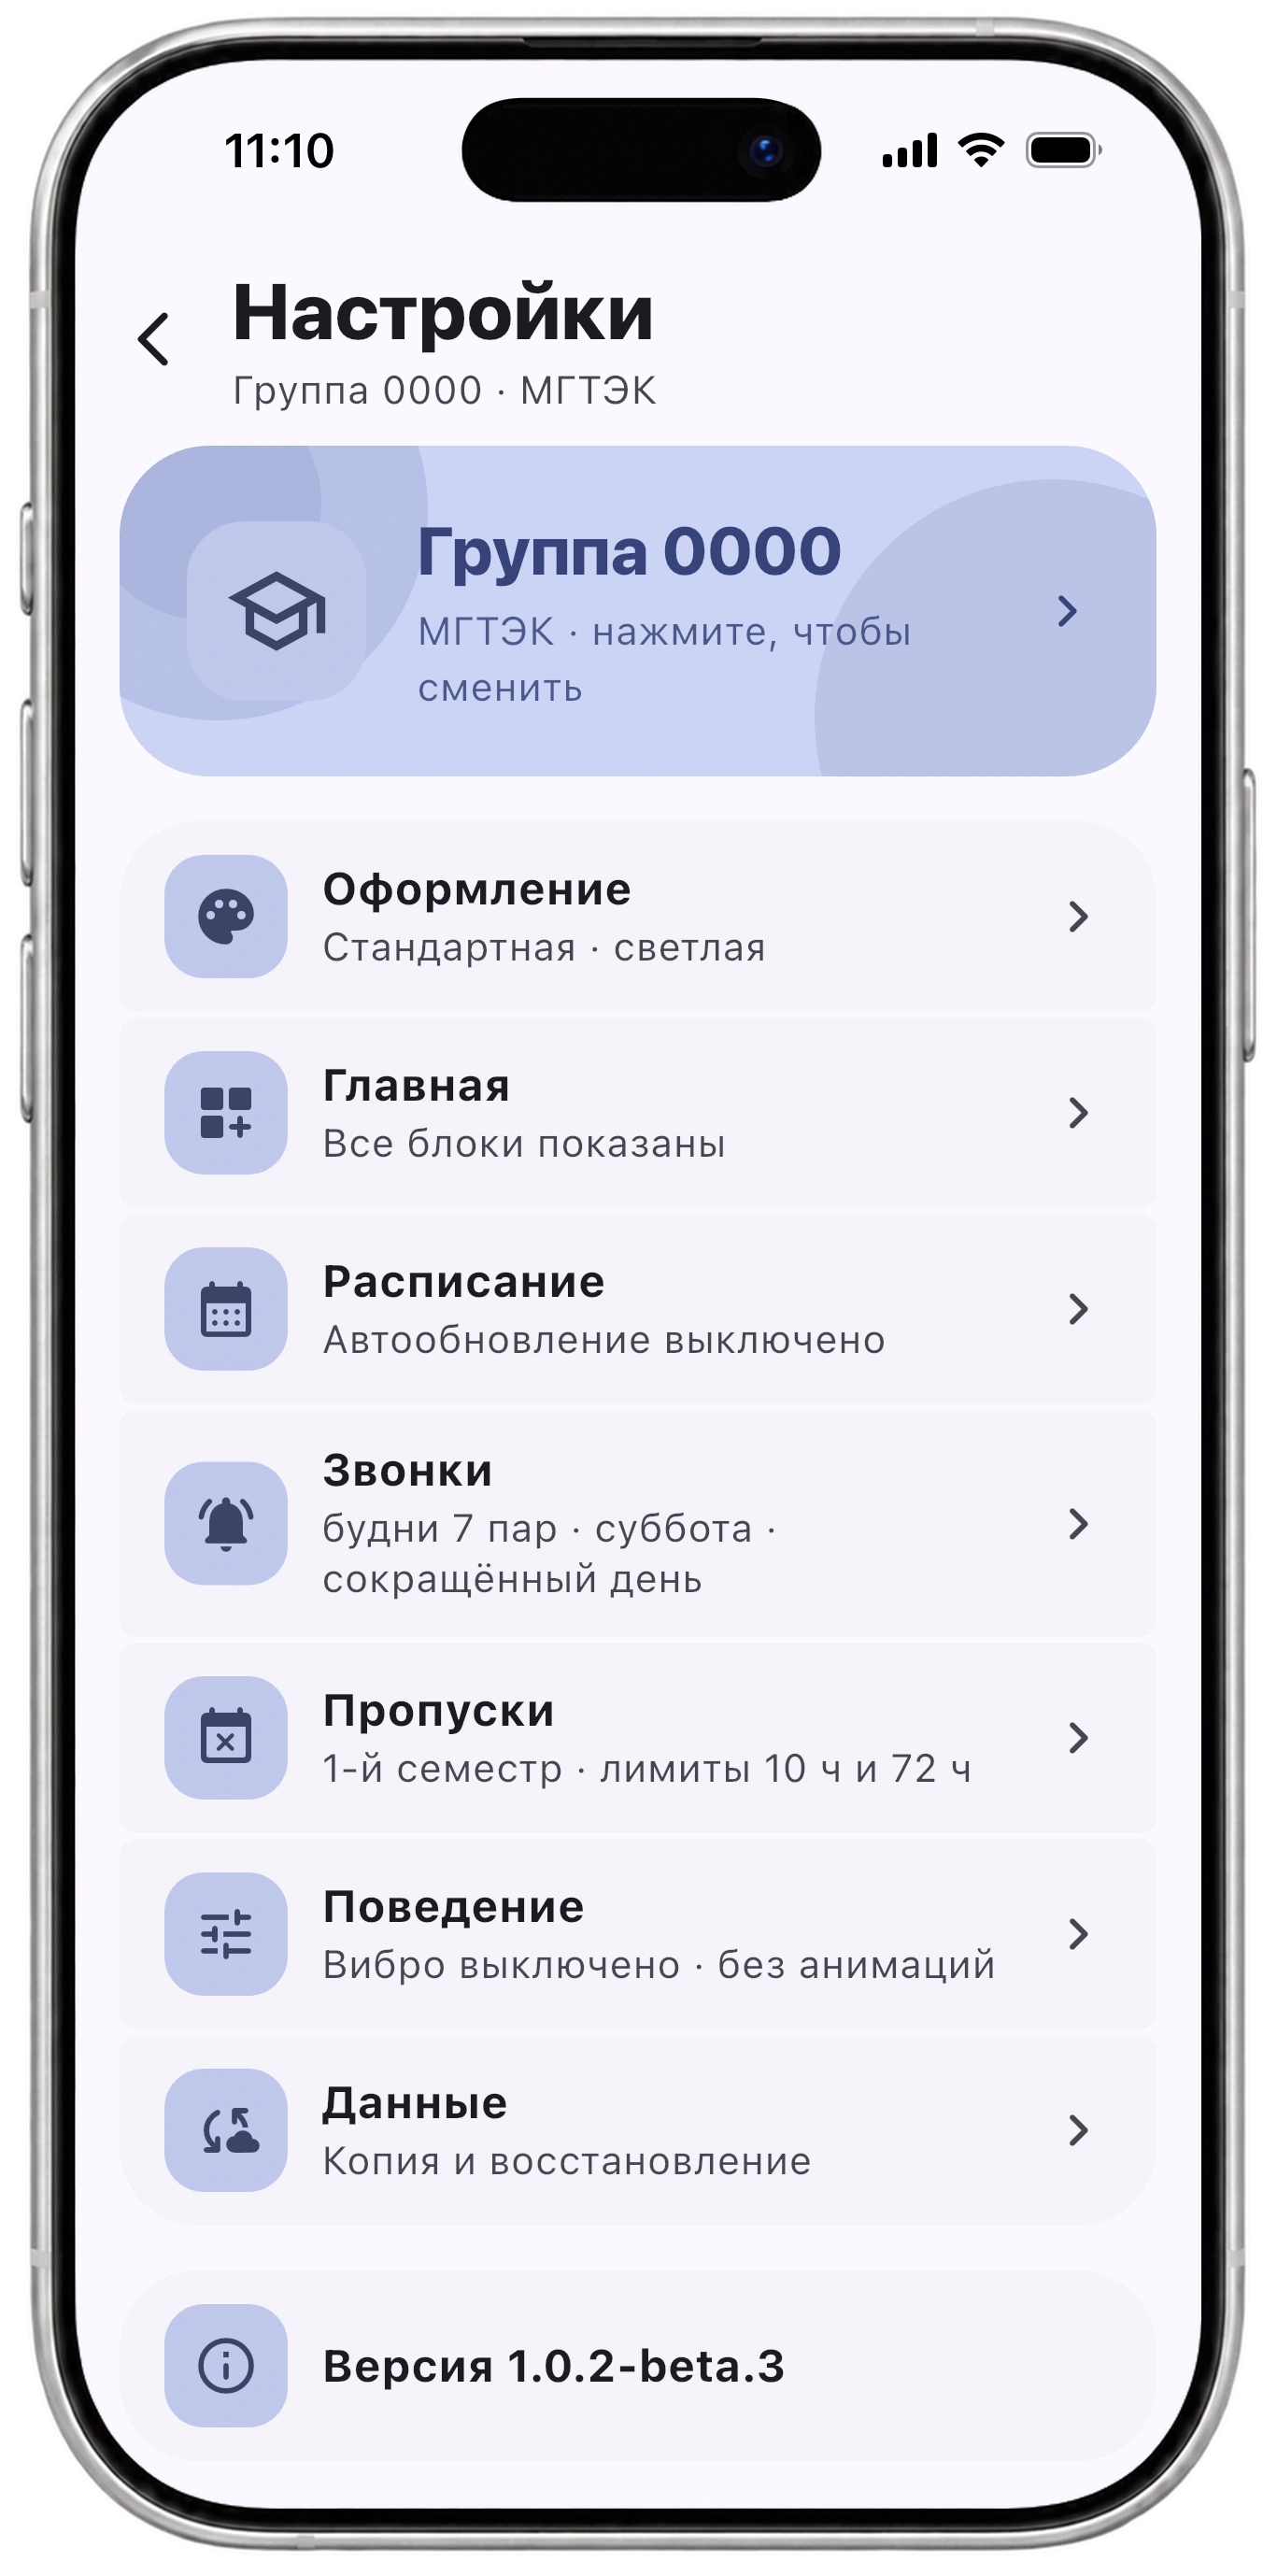 11:10
Настройки
Группа 0000 · МГТЭК
Группа 0000
МГТЭК · нажмите, чтобы
сменить
Оформление
Стандартная · светлая
Главная
Все блоки показаны
Расписание
Автообновление выключено
Звонки
будни 7 пар · суббота ·
сокращённый день
Пропуски
1-й семестр · лимиты 10 ч и 72 ч
Поведение
Вибро выключено · без анимаций
Данные
Копия и восстановление
Версия 1.0.2-beta.3